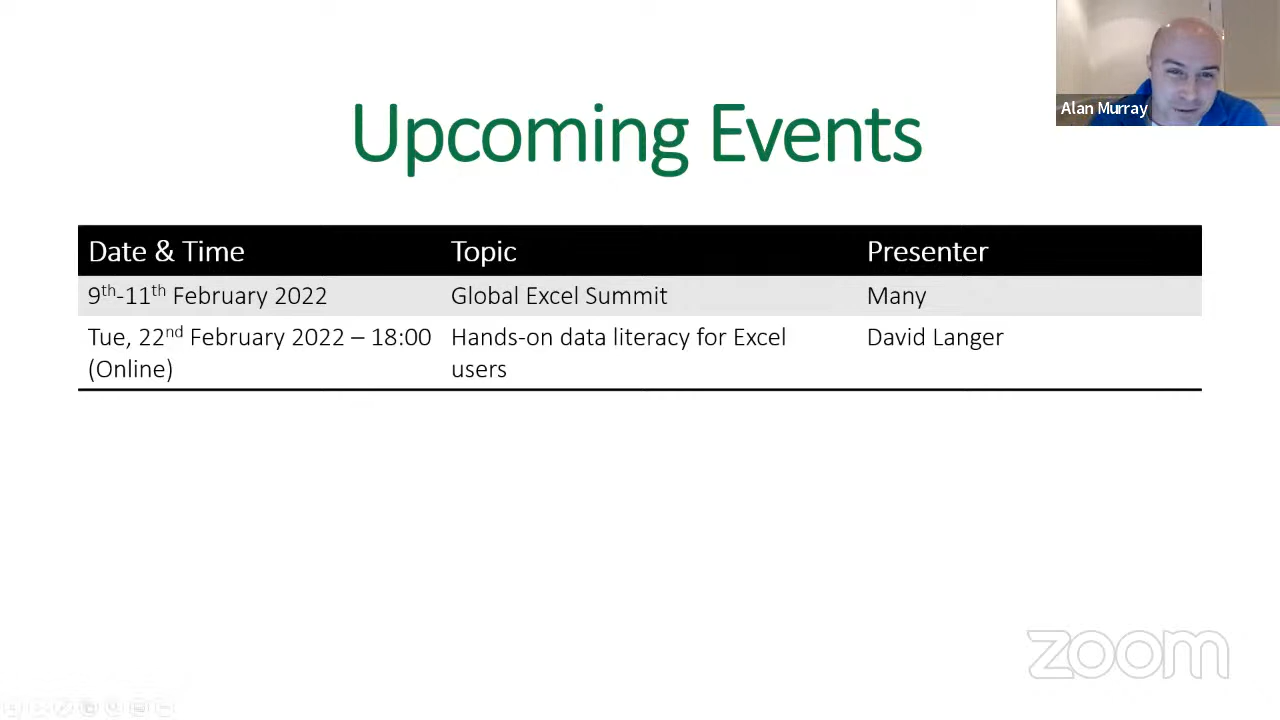 Upcoming Events
Alan Murray
Date & Time Topic Presenter
9th-11th February 2022 Global Excel Summit Many
Tue, 22nd February 2022 – 18:00 Hands-on data literacy for Excel David Langer
(Online) users
zoom